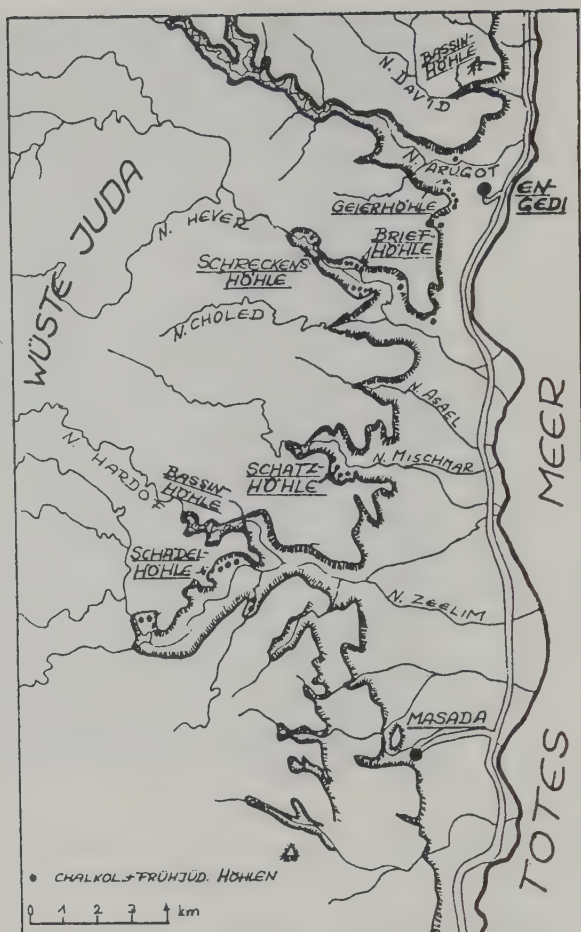 BASSIN-
HÖHLE
N. DAVID
N. ARUGOT
EN-
GEDI
GEIERHÖHLE
BRIEF-
HÖHLE
WÜSTE JUDA
N. HEVER
SCHRECKENS
HÖHLE
N. CHOLED
N. ASAEL
N. MISCHMAR
SCHATZ-
HÖHLE
N. HARDOF
BASSIN
HÖHLE
SCHÄDEL-
HÖHLE
N. ZEELIM
MASADA
TOTES MEER
CHALKOL. + FRÜHJÜD. HÖHLEN
0 1 2 3 4 km